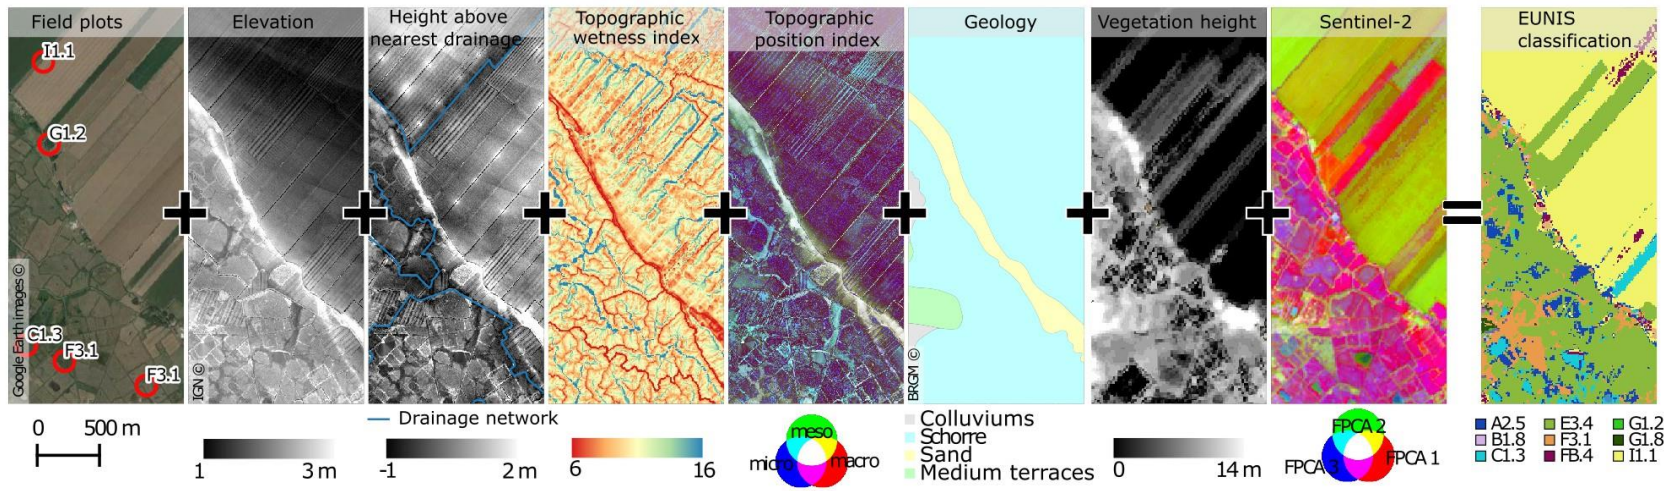 Field plots
Elevation
Height above
nearest drainage
Topographic
wetness index
Topographic
position index
Geology
Vegetation height
Sentinel-2
EUNIS
classification
I1.1
G1.2
C1.3
F3.1
F3.1
Google Earth images ©
IGN ©
BRGM ©
0 500 m
1 3 m
Drainage network
-1 2 m
6 16
meso
micro macro
Colluviums
Schorre
Sand
Medium terraces
0 14 m
FPCA 2
FPCA 3 FPCA 1
A2.5 E3.4 G1.2
B1.8 F3.1 G1.8
C1.3 FB.4 I1.1